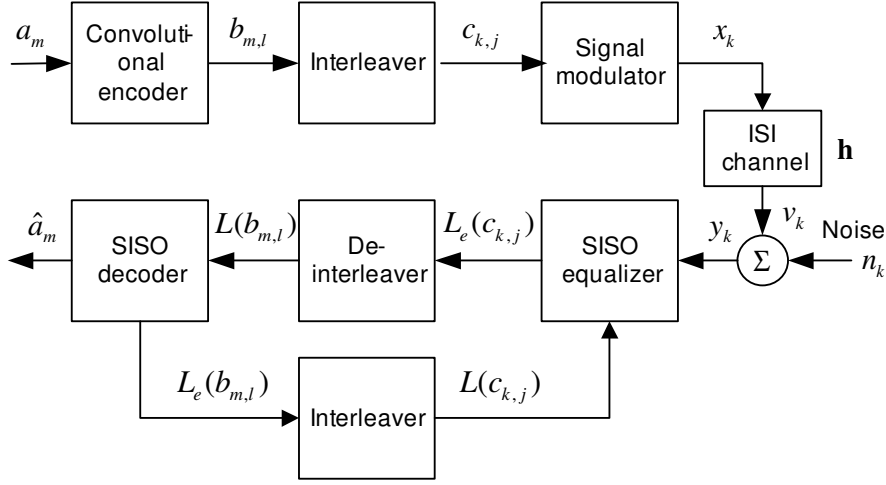 a_m
Convoluti-
onal
encoder
b_{m,l}
Interleaver
c_{k,j}
Signal
modulator
x_k
ISI
channel
h
v_k
Noise
n_k
Σ
y_k
SISO
equalizer
L_e(c_{k,j})
De-
interleaver
L(b_{m,l})
SISO
decoder
â_m
L_e(b_{m,l})
Interleaver
L(c_{k,j})